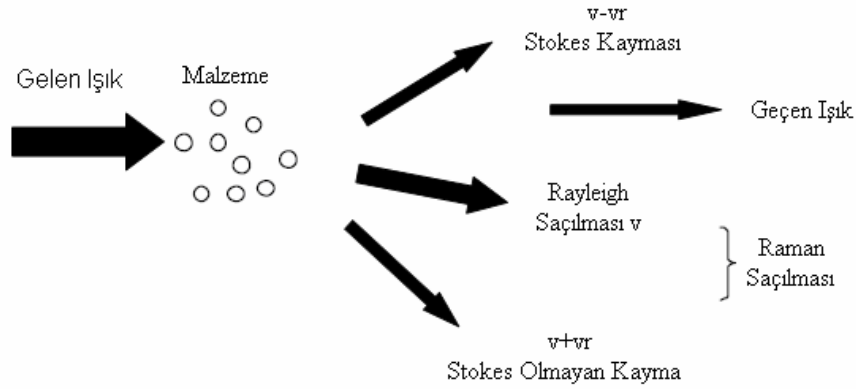 Gelen Işık
Malzeme
v-vr
Stokes Kayması
Geçen Işık
Rayleigh
Saçılması v
Raman
Saçılması
v+vr
Stokes Olmayan Kayma